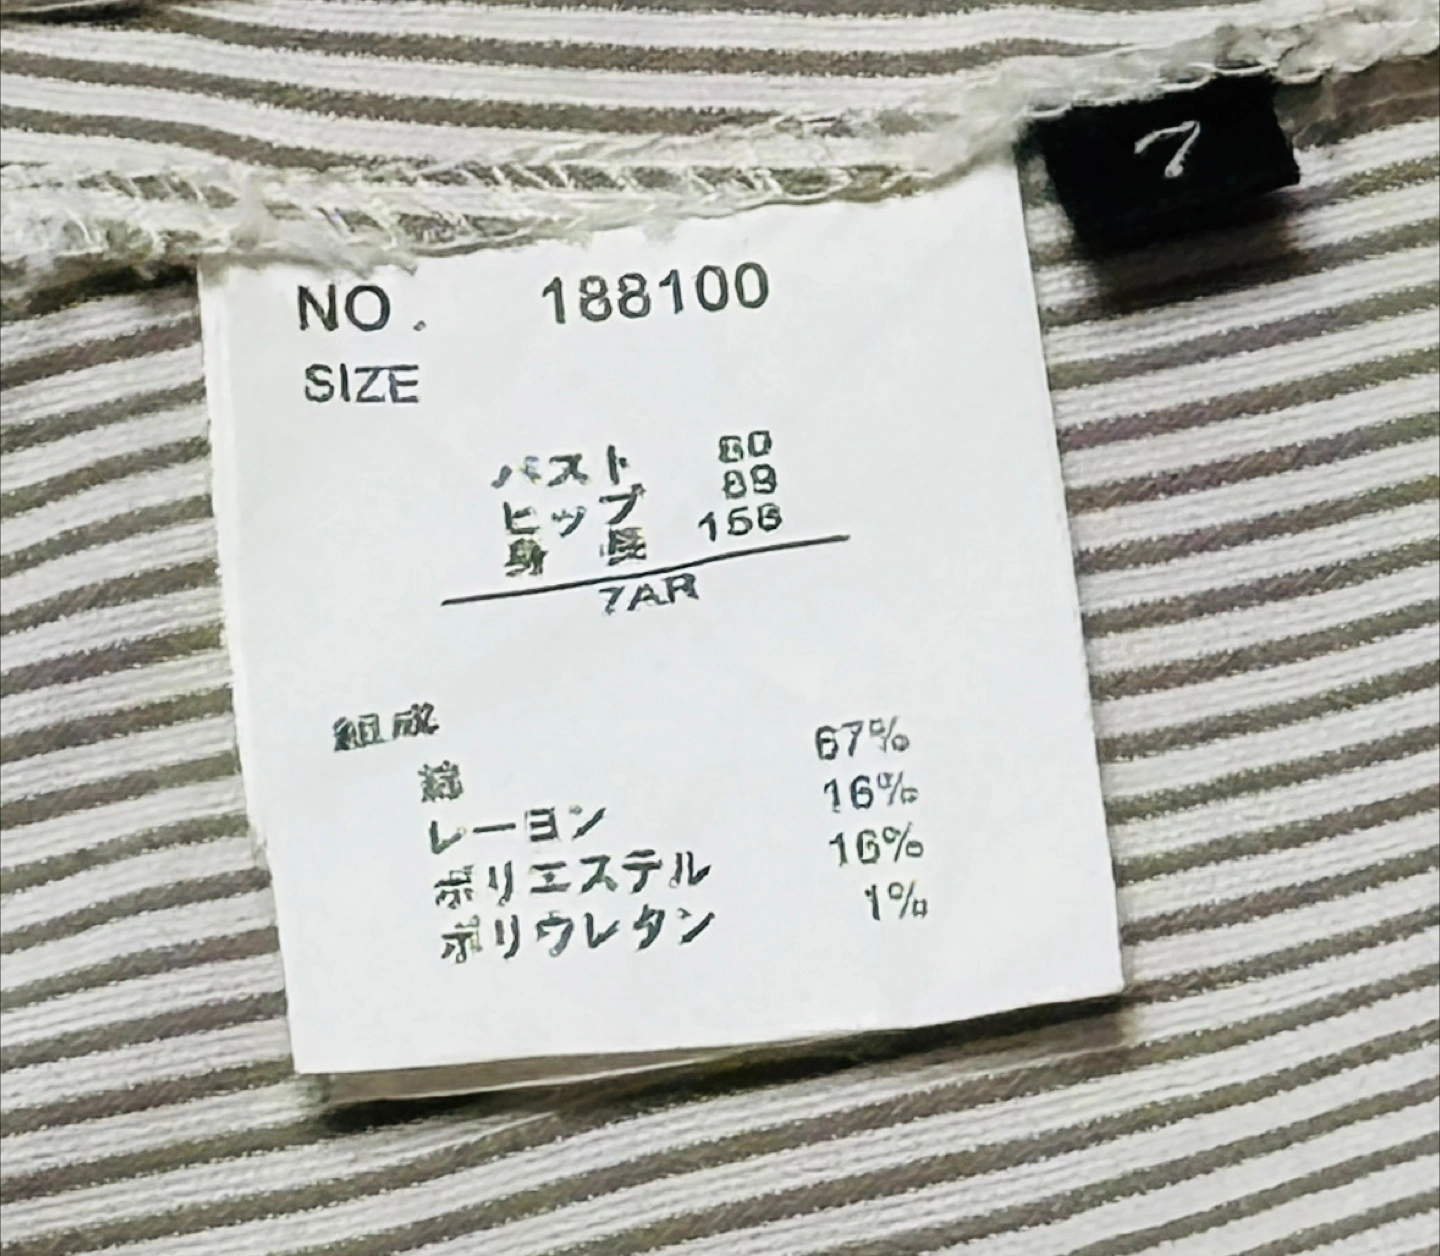 7
NO. 188100
SIZE
バスト 80
ヒップ 89
身長 156
7AR
組成
綿 67%
レーヨン 16%
ポリエステル 16%
ポリウレタン 1%